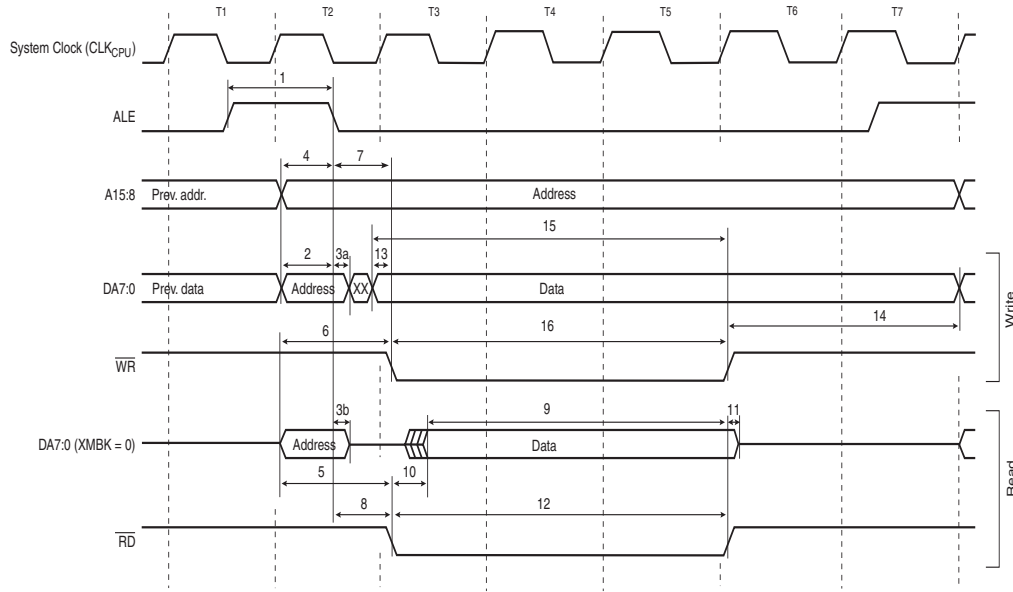 T1 T2 T3 T4 T5 T6 T7
System Clock (CLKCPU)
1
ALE
4 7
A15:8 Prev. addr. Address
15
2 3a 13
DA7:0 Prev. data Address XX Data
Write
6 16 14
WR
3b 9 11
DA7:0 (XMBK = 0) Address Data
Read
5 10
8 12
RD